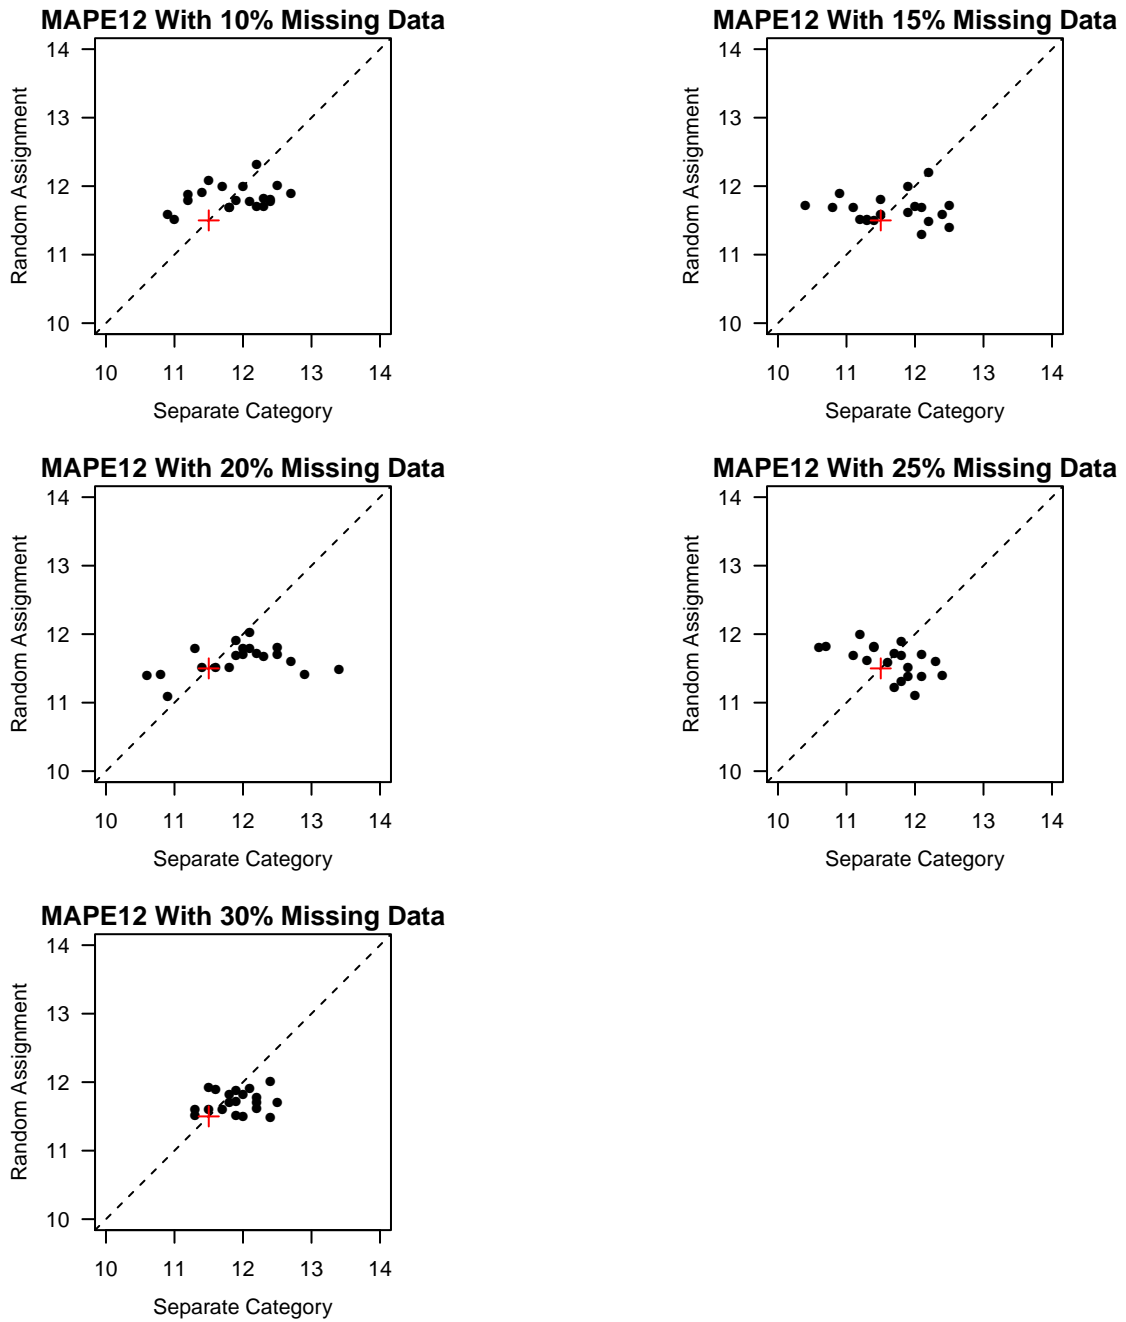 MAPE12 With 10% Missing Data
14
13
12
11
10
Random Assignment
10 11 12 13 14
Separate Category
MAPE12 With 15% Missing Data
14
13
12
11
10
Random Assignment
10 11 12 13 14
Separate Category
MAPE12 With 20% Missing Data
14
13
12
11
10
Random Assignment
10 11 12 13 14
Separate Category
MAPE12 With 25% Missing Data
14
13
12
11
10
Random Assignment
10 11 12 13 14
Separate Category
MAPE12 With 30% Missing Data
14
13
12
11
10
Random Assignment
10 11 12 13 14
Separate Category